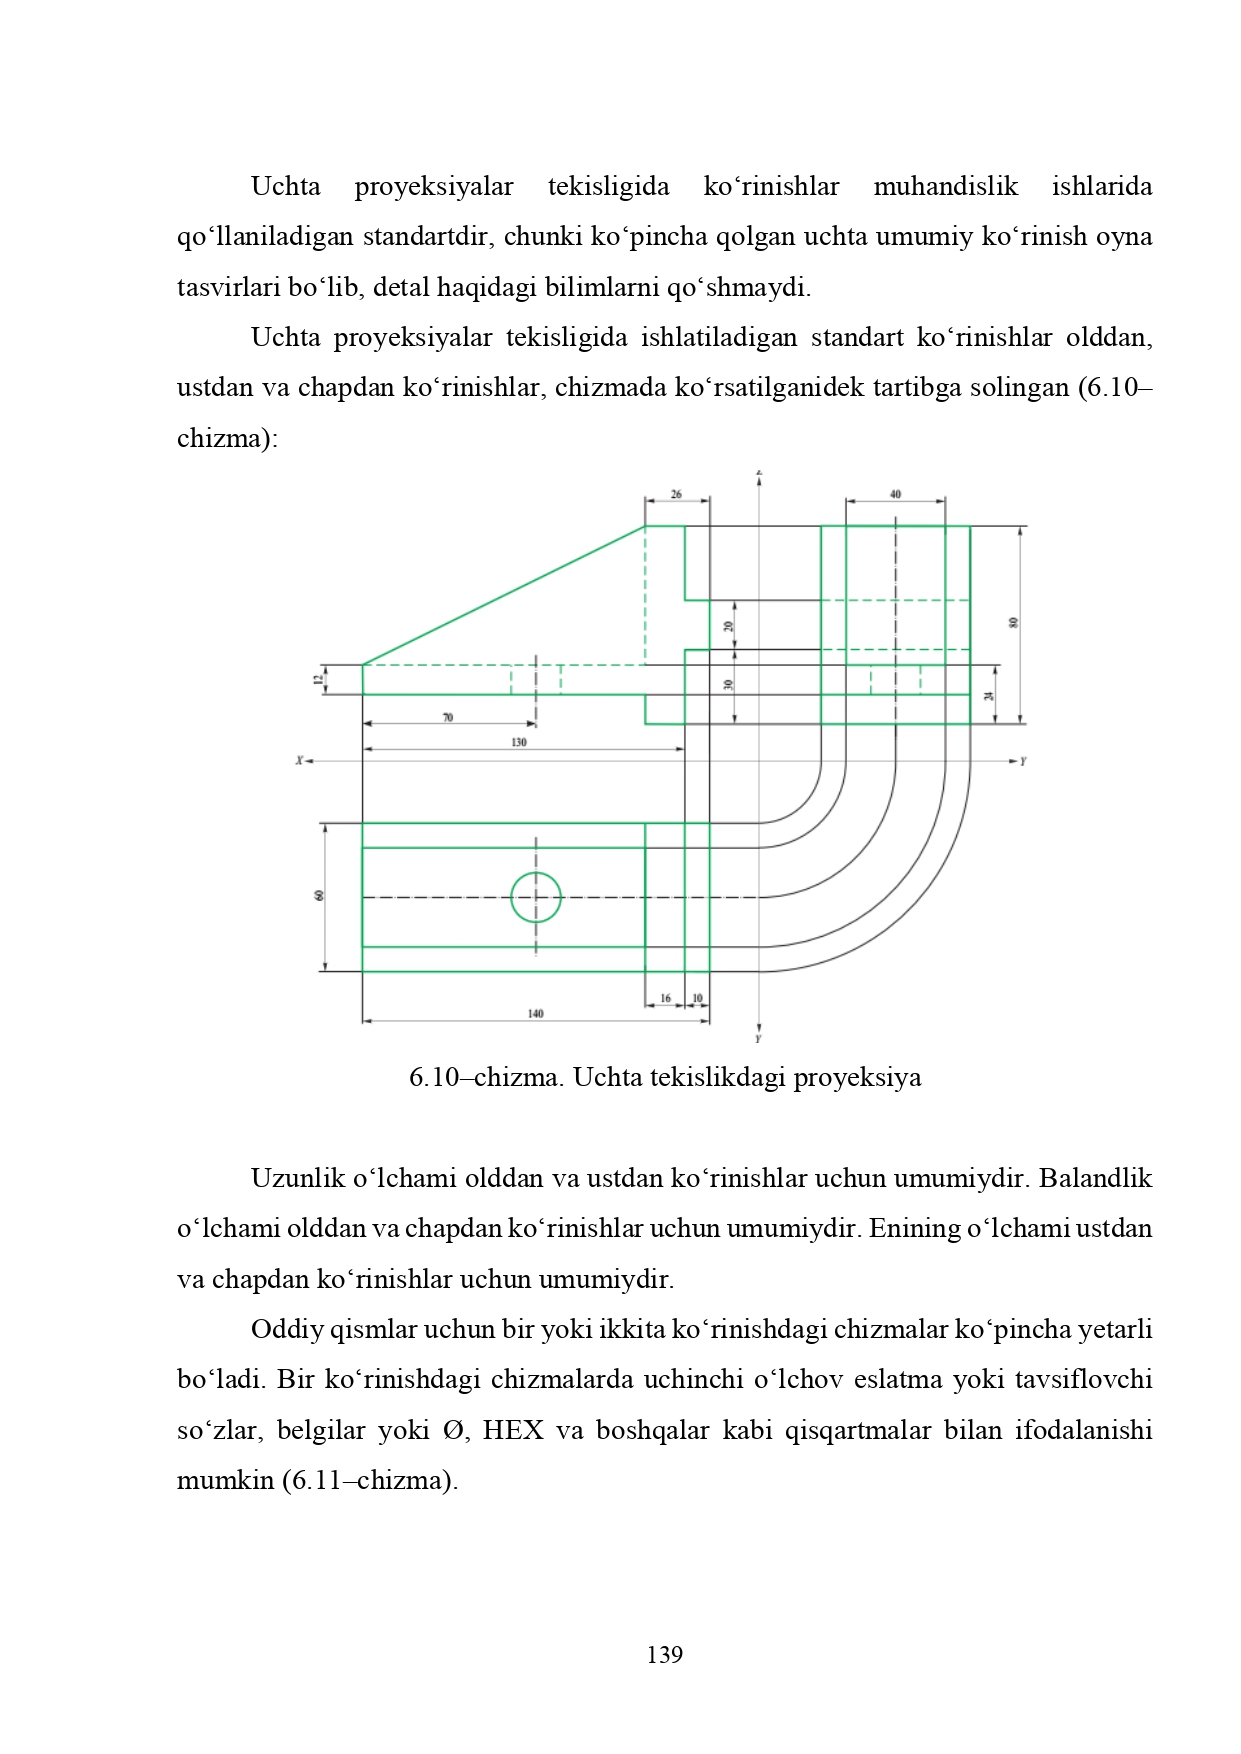 Uchta proyeksiyalar tekisligida ko‘rinishlar muhandislik ishlarida
qo‘llaniladigan standartdir, chunki ko‘pincha qolgan uchta umumiy ko‘rinish oyna
tasvirlari bo‘lib, detal haqidagi bilimlarni qo‘shmaydi.
Uchta proyeksiyalar tekisligida ishlatiladigan standart ko‘rinishlar olddan,
ustdan va chapdan ko‘rinishlar, chizmada ko‘rsatilganidek tartibga solingan (6.10–
chizma):
Z
26
40
20
80
12
30
24
70
130
X
Y
60
16
10
140
Y
6.10–chizma. Uchta tekislikdagi proyeksiya
Uzunlik o‘lchami olddan va ustdan ko‘rinishlar uchun umumiydir. Balandlik
o‘lchami olddan va chapdan ko‘rinishlar uchun umumiydir. Enining o‘lchami ustdan
va chapdan ko‘rinishlar uchun umumiydir.
Oddiy qismlar uchun bir yoki ikkita ko‘rinishdagi chizmalar ko‘pincha yetarli
bo‘ladi. Bir ko‘rinishdagi chizmalarda uchinchi o‘lchov eslatma yoki tavsiflovchi
so‘zlar, belgilar yoki Ø, HEX va boshqalar kabi qisqartmalar bilan ifodalanishi
mumkin (6.11–chizma).
139